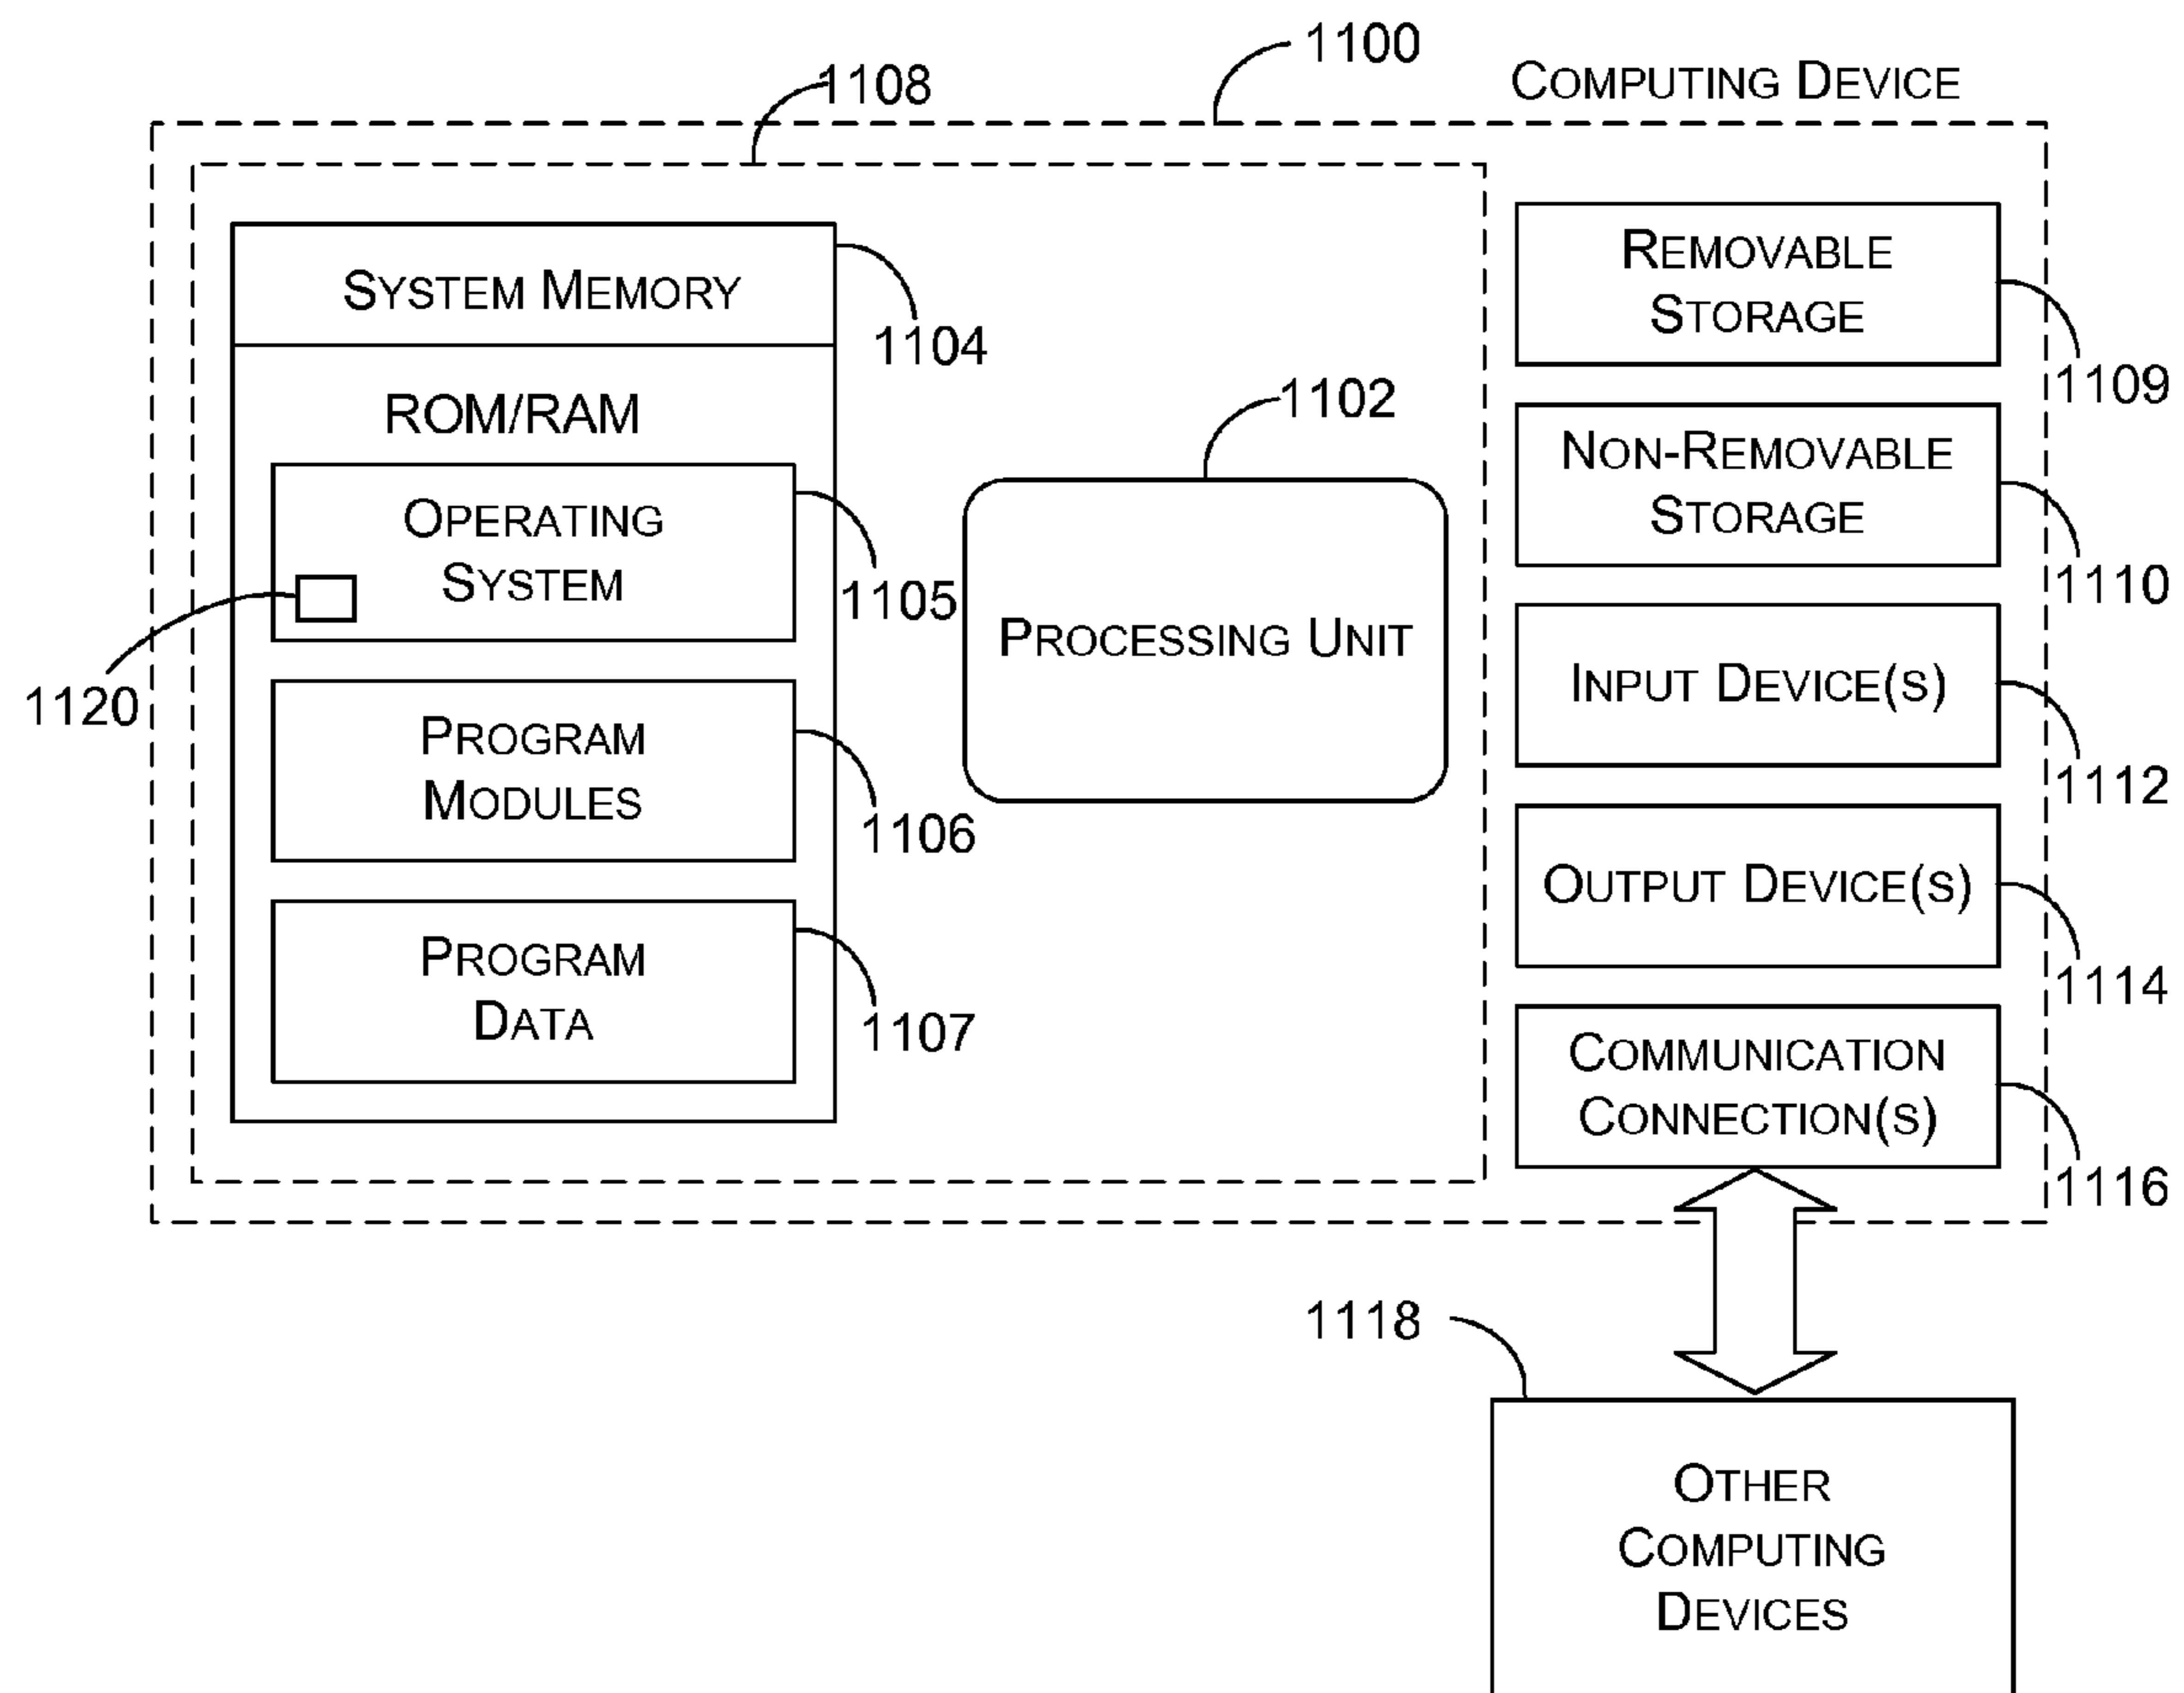 1100
COMPUTING DEVICE
1108
SYSTEM MEMORY
1104
ROM/RAM
OPERATING
SYSTEM
1105
1120
PROGRAM
MODULES
1106
PROGRAM
DATA
1107
1102
PROCESSING UNIT
REMOVABLE
STORAGE
1109
NON-REMOVABLE
STORAGE
1110
INPUT DEVICE(S)
1112
OUTPUT DEVICE(S)
1114
COMMUNICATION
CONNECTION(S)
1116
1118
OTHER
COMPUTING
DEVICES